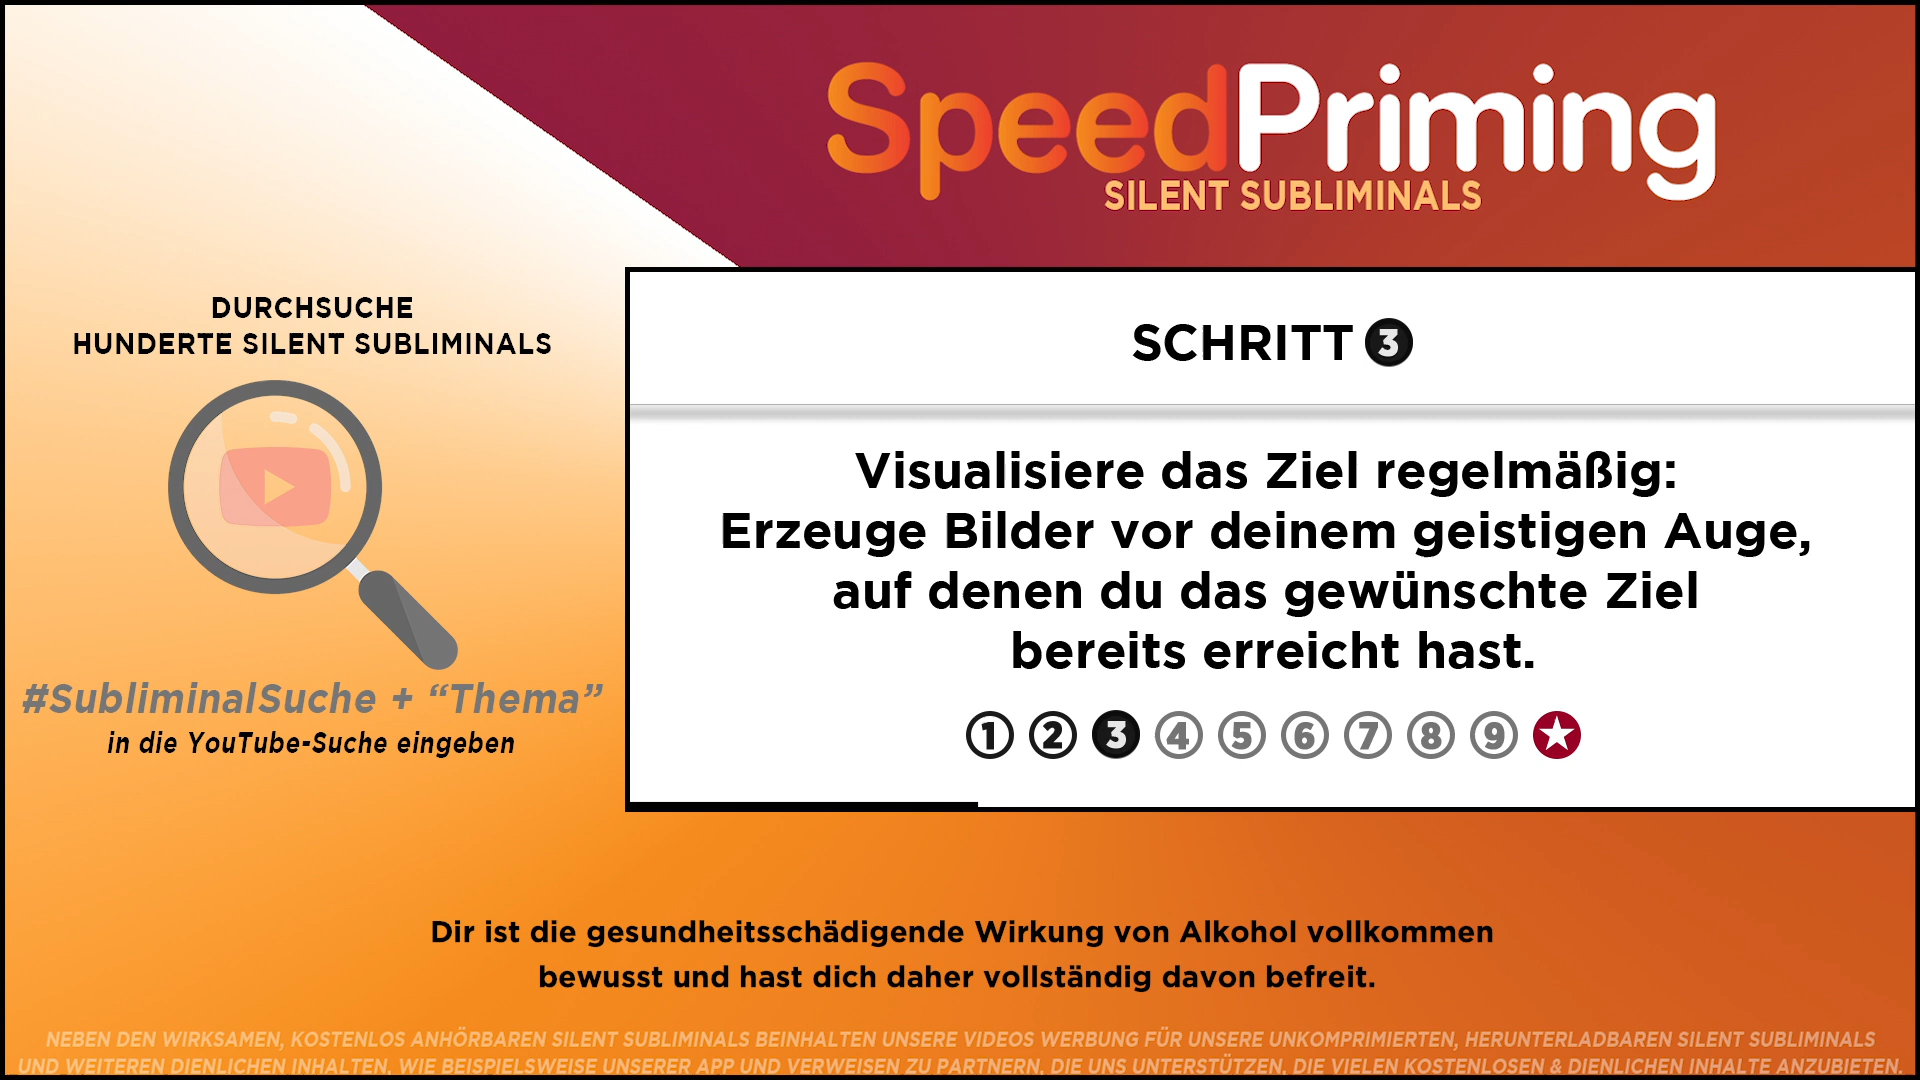 SpeedPriming
SILENT SUBLIMINALS
DURCHSUCHE
HUNDERTE SILENT SUBLIMINALS
#SubliminalSuche + “Thema”
in die YouTube-Suche eingeben
SCHRITT 3
Visualisiere das Ziel regelmäßig:
Erzeuge Bilder vor deinem geistigen Auge,
auf denen du das gewünschte Ziel
bereits erreicht hast.
1 2 3 4 5 6 7 8 9
Dir ist die gesundheitsschädigende Wirkung von Alkohol vollkommen
bewusst und hast dich daher vollständig davon befreit.
NEBEN DEN WIRKSAMEN, KOSTENLOS ANHÖRBAREN SILENT SUBLIMINALS BEINHALTEN UNSERE VIDEOS WERBUNG FÜR UNSERE UNKOMPRIMIERTEN, HERUNTERLADBAREN SILENT SUBLIMINALS
UND WEITEREN DIENLICHEN INHALTEN, WIE BEISPIELSWEISE UNSERER APP UND VERWEISEN ZU PARTNERN, DIE UNS UNTERSTÜTZEN, DIE VIELEN KOSTENLOSEN & DIENLICHEN INHALTE ANZUBIETEN.